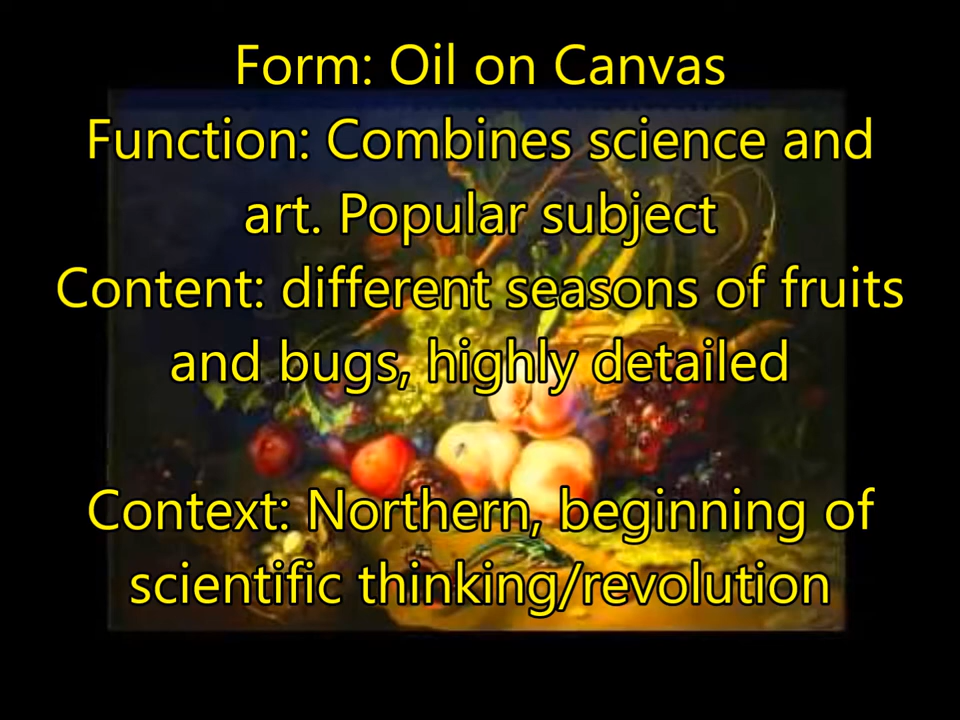 Form: Oil on Canvas
Function: Combines science and
art. Popular subject
Content: different seasons of fruits
and bugs, highly detailed
Context: Northern, beginning of
scientific thinking/revolution